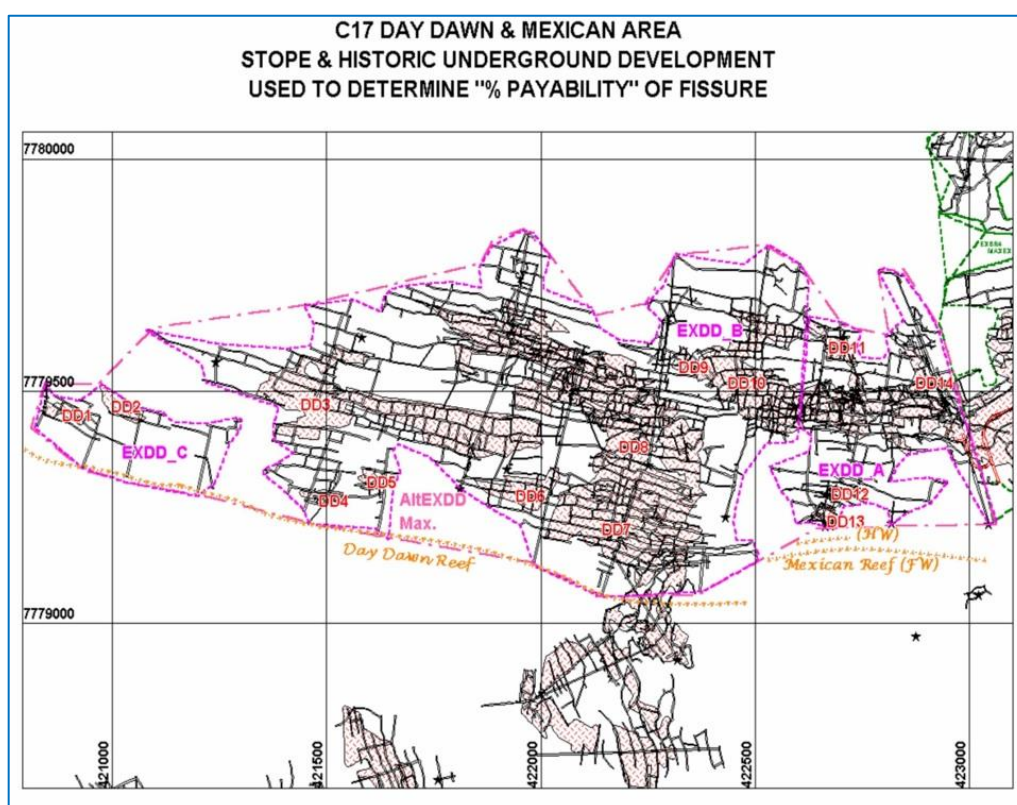 C17 DAY DAWN & MEXICAN AREA
STOPE & HISTORIC UNDERGROUND DEVELOPMENT
USED TO DETERMINE "% PAYABILITY" OF FISSURE
7780000
EXDD_B
DD11
DD9
DD10
DD14
7779500
DD1
DD2
DD3
DD8
EXDD_C
EXDD_A
DD5
DD4
AltEXDD
Max.
DD6
DD12
DD7
DD13
(HW)
Day Dawn Reef
Mexican Reef (FW)
7779000
421000
421500
422000
422500
423000